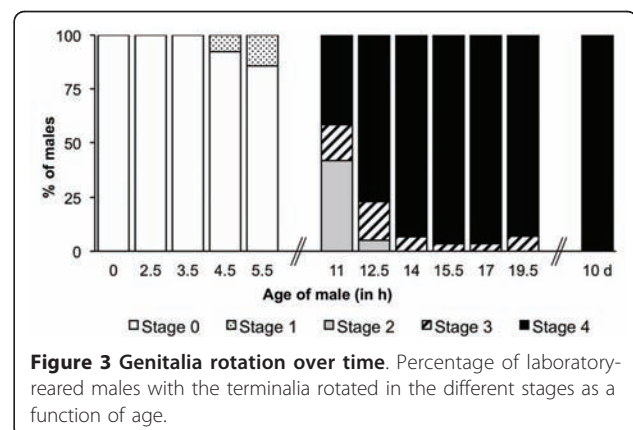 100
75
50
25
0
% of males
0 2.5 3.5 4.5 5.5 11 12.5 14 15.5 17 19.5 10 d
Age of male (in h)
Stage 0 Stage 1 Stage 2 Stage 3 Stage 4
Figure 3 Genitalia rotation over time. Percentage of laboratory-
reared males with the terminalia rotated in the different stages as a
function of age.